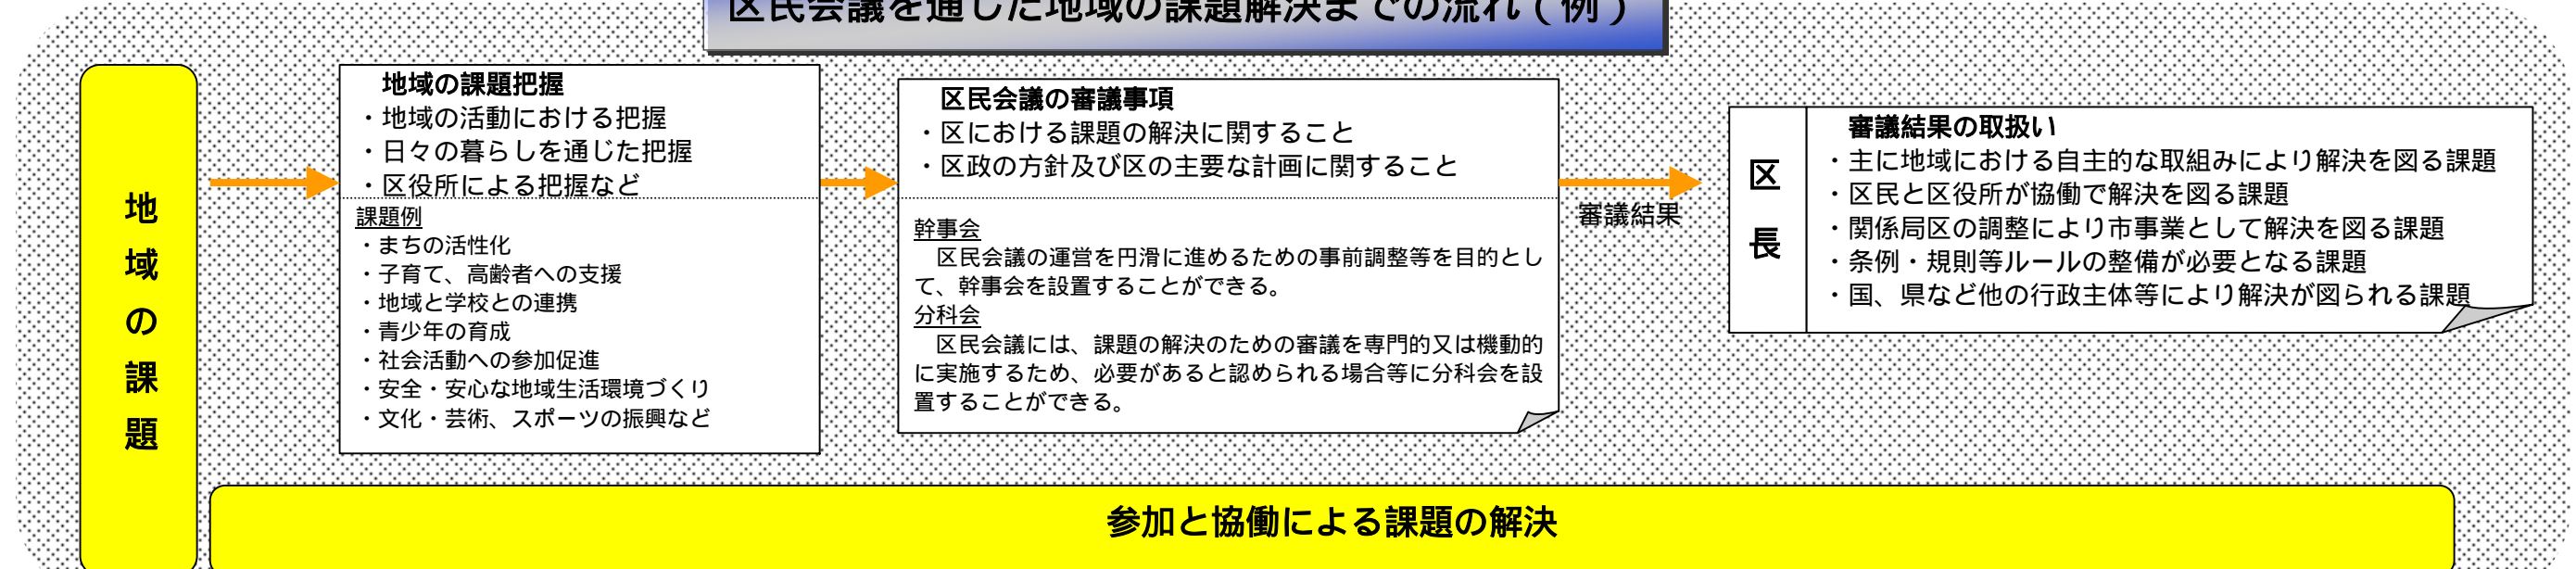 区民会議を通じた地域の課題解決までの流れ（例）
地域の課題
地域の課題把握
・地域の活動における把握
・日々の暮らしを通じた把握
・区役所による把握など
課題例
・まちの活性化
・子育て、高齢者への支援
・地域と学校との連携
・青少年の育成
・社会活動への参加促進
・安全・安心な地域生活環境づくり
・文化・芸術、スポーツの振興など
区民会議の審議事項
・区における課題の解決に関すること
・区政の方針及び区の主要な計画に関すること
幹事会
区民会議の運営を円滑に進めるための事前調整等を目的とし
て、幹事会を設置することができる。
分科会
区民会議には、課題の解決のための審議を専門的又は機動的
に実施するため、必要があると認められる場合等に分科会を設
置することができる。
審議結果
区長
審議結果の取扱い
・主に地域における自主的な取組みにより解決を図る課題
・区民と区役所が協働で解決を図る課題
・関係局区の調整により市事業として解決を図る課題
・条例・規則等ルールの整備が必要となる課題
・国、県など他の行政主体等により解決が図られる課題
参加と協働による課題の解決